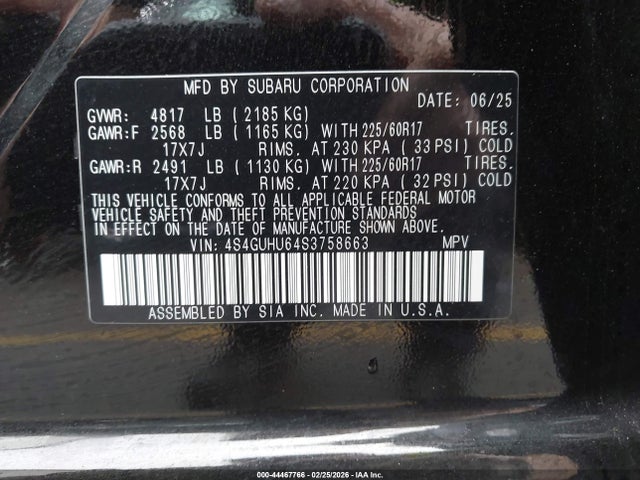 MFD BY SUBARU CORPORATION
DATE: 06/25
GVWR: 4817 LB ( 2185 KG)
GAWR:F 2568 LB ( 1165 KG) WITH 225/60R17 TIRES,
17X7J RIMS, AT 230 KPA ( 33 PSI) COLD
GAWR:R 2491 LB ( 1130 KG) WITH 225/60R17 TIRES,
17X7J RIMS, AT 220 KPA ( 32 PSI) COLD
THIS VEHICLE CONFORMS TO ALL APPLICABLE FEDERAL MOTOR
VEHICLE SAFETY AND THEFT PREVENTION STANDARDS
IN EFFECT ON THE DATE OF MANUFACTURE SHOWN ABOVE.
VIN: 4S4GUHU64S3758663 MPV
ASSEMBLED BY SIA INC. MADE IN U.S.A.
000-44467766 - 02/25/2026 - IAA Inc.